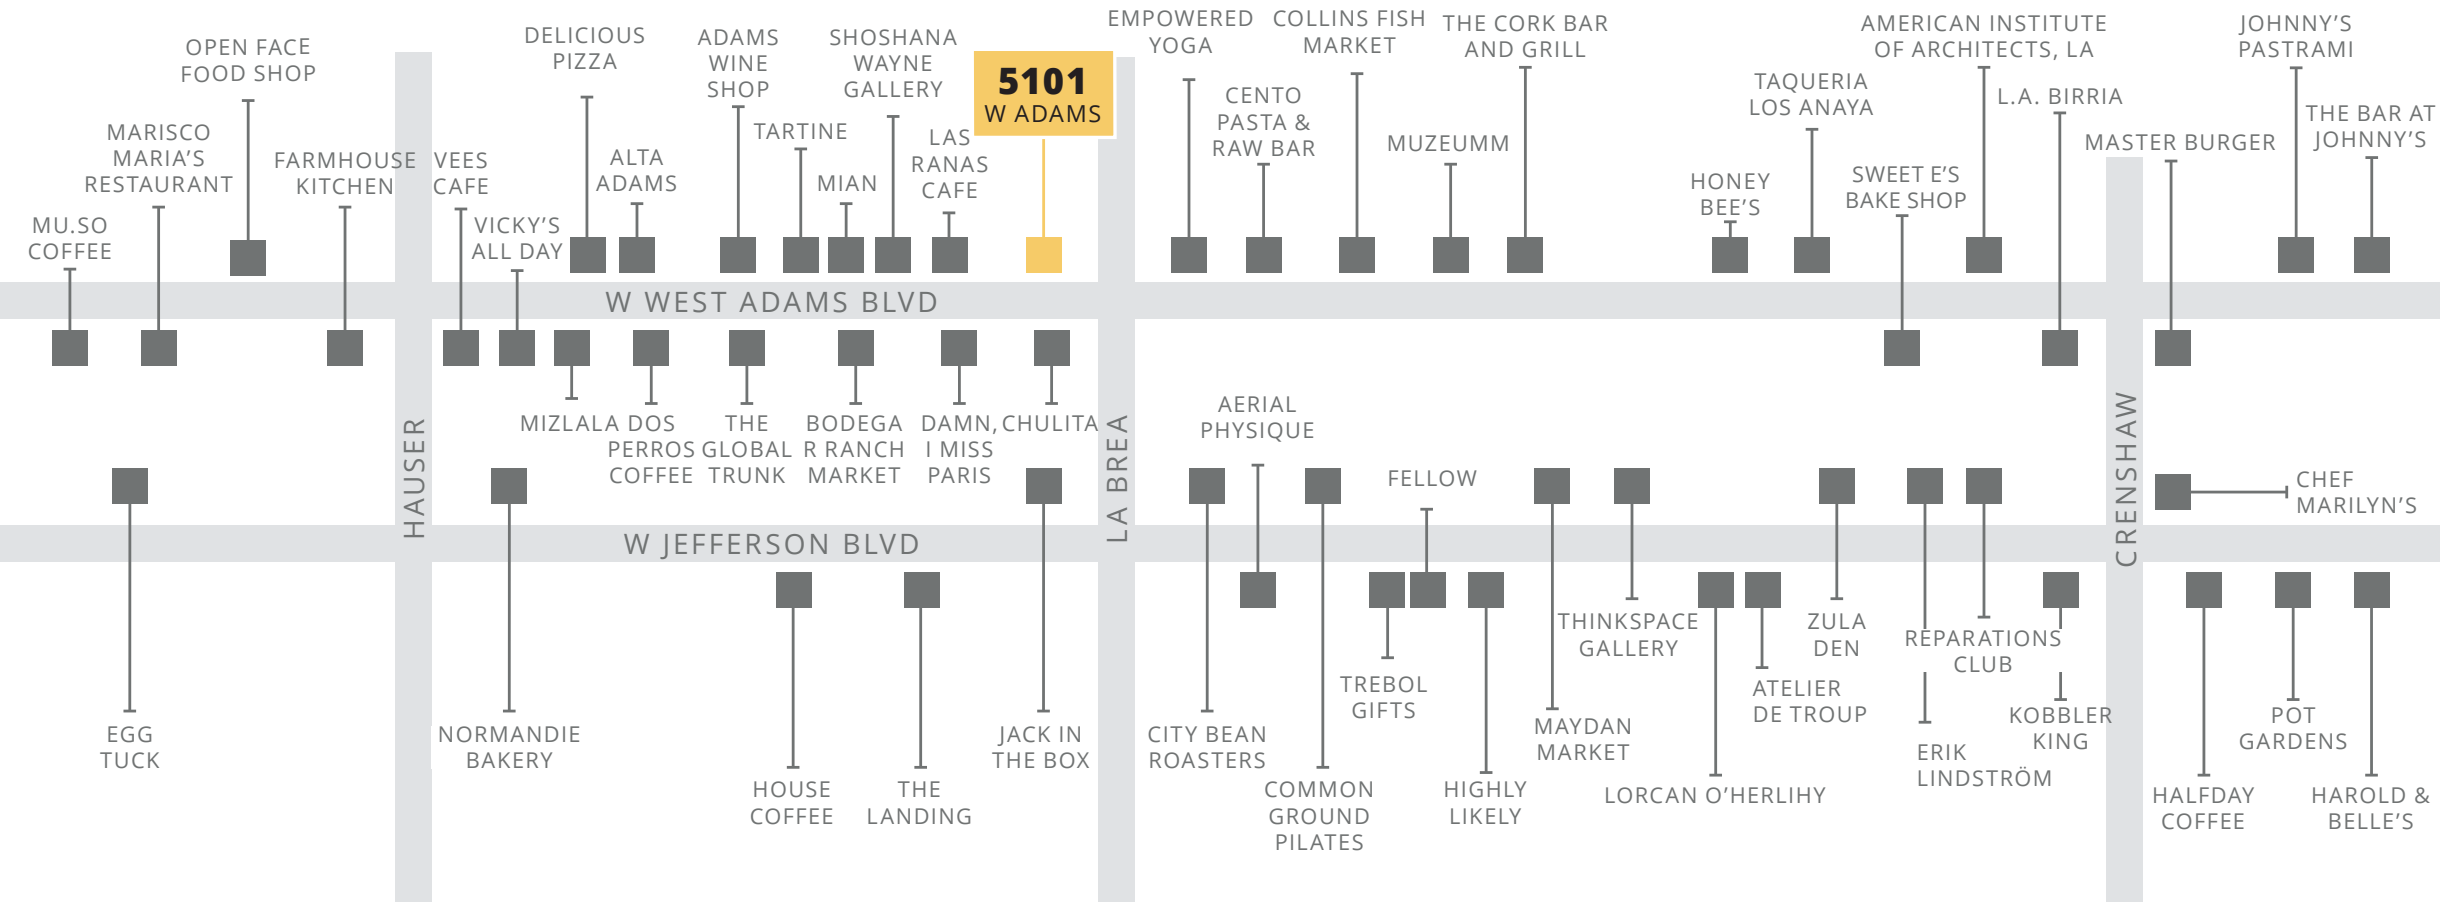 OPEN FACE
FOOD SHOP
MARISCO
MARIA'S
RESTAURANT
FARMHOUSE
KITCHEN
MU.SO
COFFEE
VEES
CAFE
VICKY'S
ALL DAY
DELICIOUS
PIZZA
ALTA
ADAMS
ADAMS
WINE
SHOP
TARTINE
MIAN
SHOSHANA
WAYNE
GALLERY
LAS
RANAS
CAFE
5101
W ADAMS
EMPOWERED
YOGA
CENTO
PASTA &
RAW BAR
COLLINS FISH
MARKET
MUZEUMM
THE CORK BAR
AND GRILL
HONEY
BEE'S
TAQUERIA
LOS ANAYA
SWEET E'S
BAKE SHOP
AMERICAN INSTITUTE
OF ARCHITECTS, LA
L.A. BIRRIA
MASTER BURGER
JOHNNY'S
PASTRAMI
THE BAR AT
JOHNNY'S
W WEST ADAMS BLVD
MIZLALA
DOS
PERROS
COFFEE
THE
GLOBAL
TRUNK
BODEGA
R RANCH
MARKET
DAMN,
I MISS
PARIS
CHULITA
HAUSER
LA BREA
CRENSHAW
AERIAL
PHYSIQUE
FELLOW
CHEF
MARILYN'S
W JEFFERSON BLVD
EGG
TUCK
NORMANDIE
BAKERY
HOUSE
COFFEE
THE
LANDING
JACK IN
THE BOX
CITY BEAN
ROASTERS
COMMON
GROUND
PILATES
TREBOL
GIFTS
HIGHLY
LIKELY
MAYDAN
MARKET
THINKSPACE
GALLERY
LORCAN O'HERLIHY
ATELIER
DE TROUP
ZULA
DEN
REPARATIONS
CLUB
ERIK
LINDSTRÖM
KOBBLER
KING
HALFDAY
COFFEE
POT
GARDENS
HAROLD &
BELLE'S